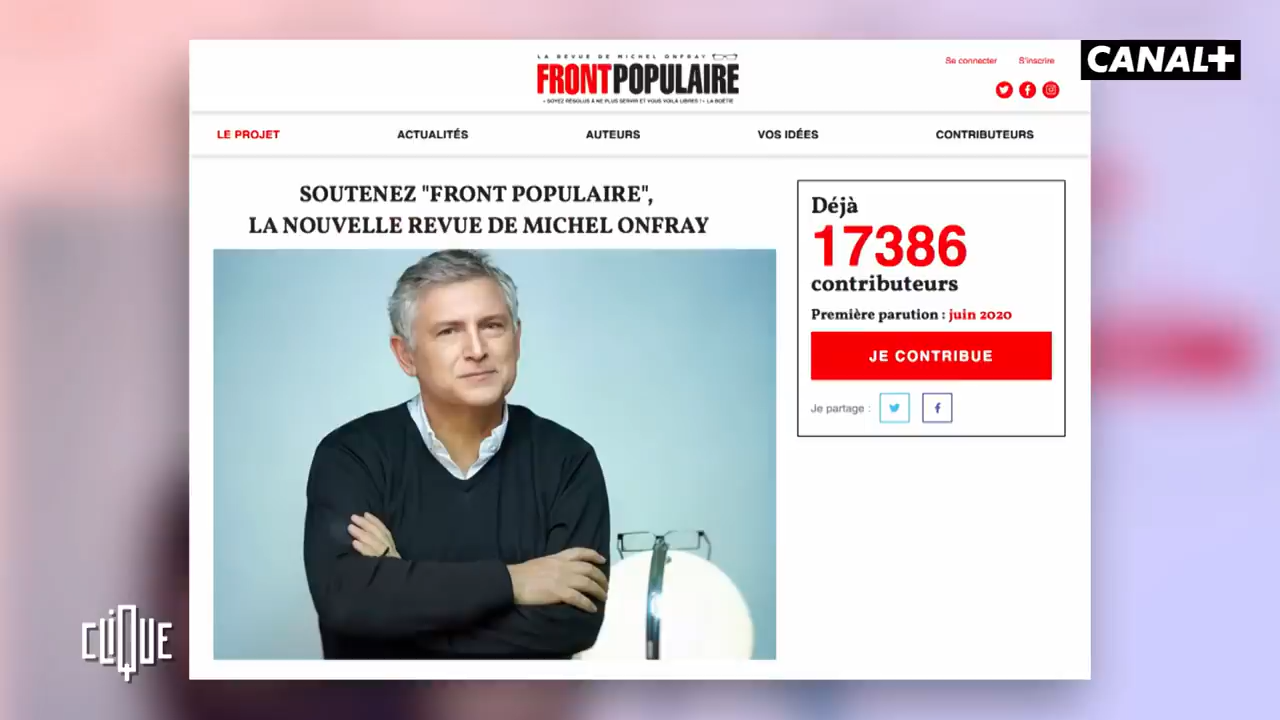 CANAL+
LA REVUE DE MICHEL ONFRAY
FRONTPOPULAIRE
« SOYEZ RÉSOLUS À NE PLUS SERVIR ET VOUS VOILÀ LIBRES ! » LA BOÉTIE
Se connecter S'inscrire
LE PROJET ACTUALITÉS AUTEURS VOS IDÉES CONTRIBUTEURS
SOUTENEZ "FRONT POPULAIRE",
LA NOUVELLE REVUE DE MICHEL ONFRAY
Déjà
17386
contributeurs
Première parution : juin 2020
JE CONTRIBUE
Je partage :
CLIQUE